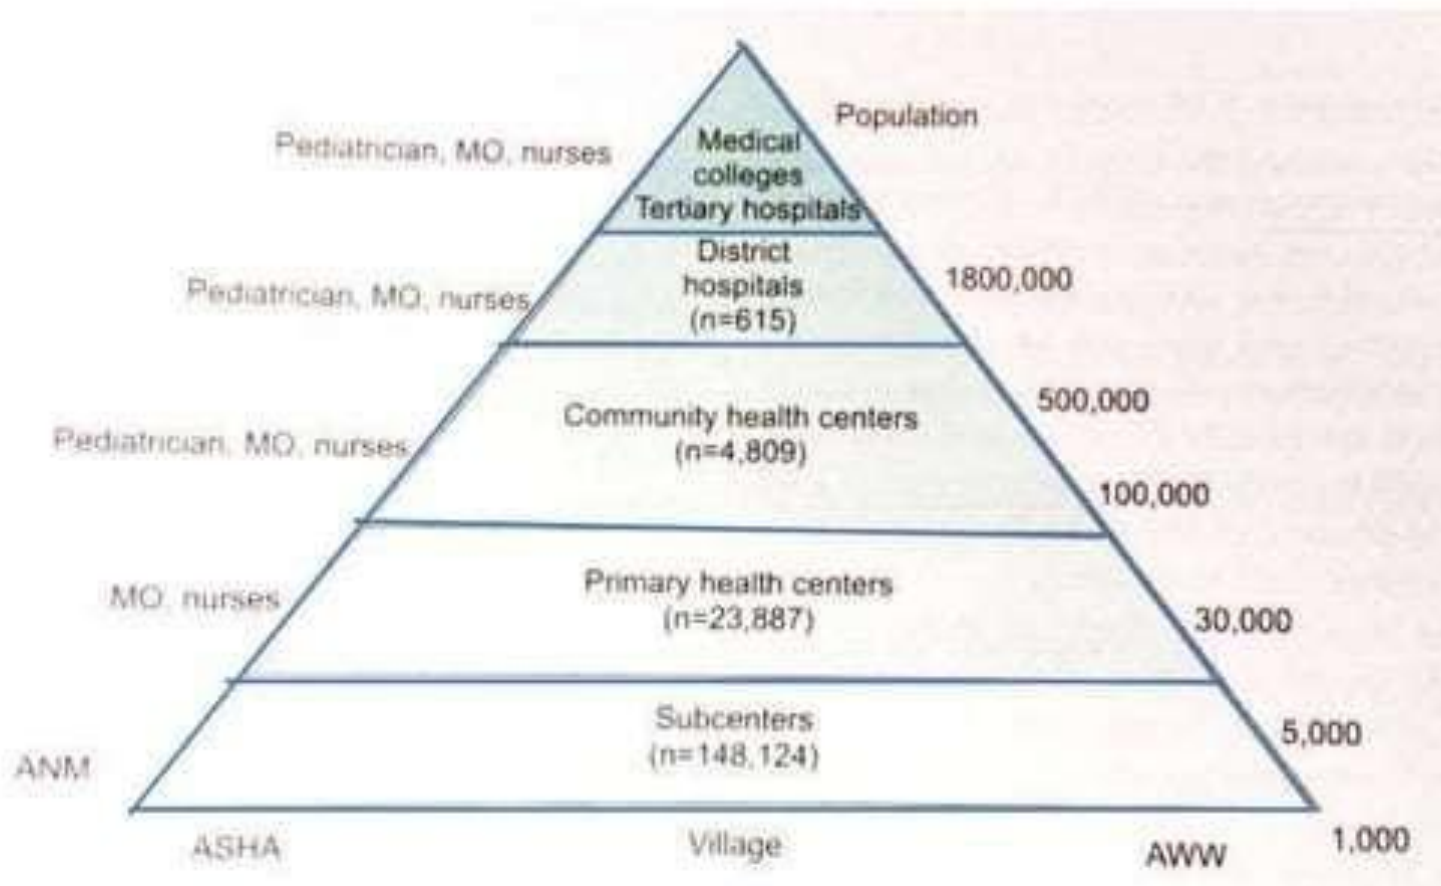 Population
Pediatrician, MO, nurses
Medical
colleges
Tertiary hospitals
District
hospitals
(n=615)
Pediatrician, MO, nurses
1800,000
500,000
Community health centers
(n=4,809)
Pediatrician, MO, nurses
100,000
Primary health centers
(n=23,887)
MO, nurses
30,000
Subcenters
(n=148,124)
5,000
ANM
ASHA
Village
AWW
1,000